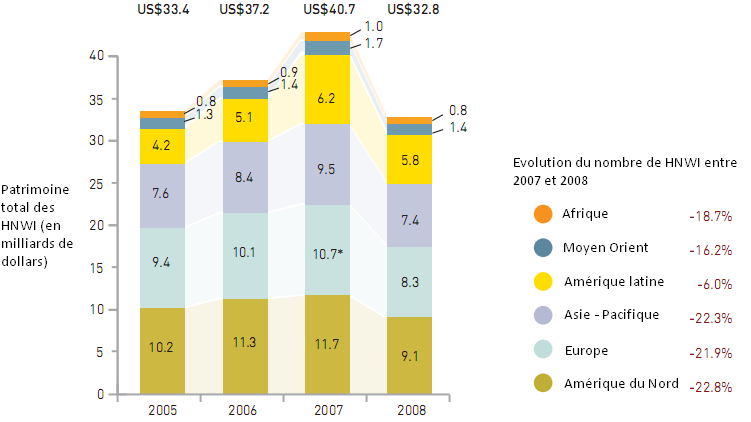 US$33.4 US$37.2 US$40.7 US$32.8
40
35
30
25
20
15
10
5
0
Patrimoine
total des
HNWI (en
milliards de
dollars)
0.8
1.3
4.2
7.6
9.4
10.2
0.9
1.4
5.1
8.4
10.1
11.3
1.0
1.7
6.2
9.5
10.7*
11.7
0.8
1.4
5.8
7.4
8.3
9.1
2005 2006 2007 2008
Evolution du nombre de HNWI entre
2007 et 2008
Afrique -18.7%
Moyen Orient -16.2%
Amérique latine -6.0%
Asie - Pacifique -22.3%
Europe -21.9%
Amérique du Nord -22.8%